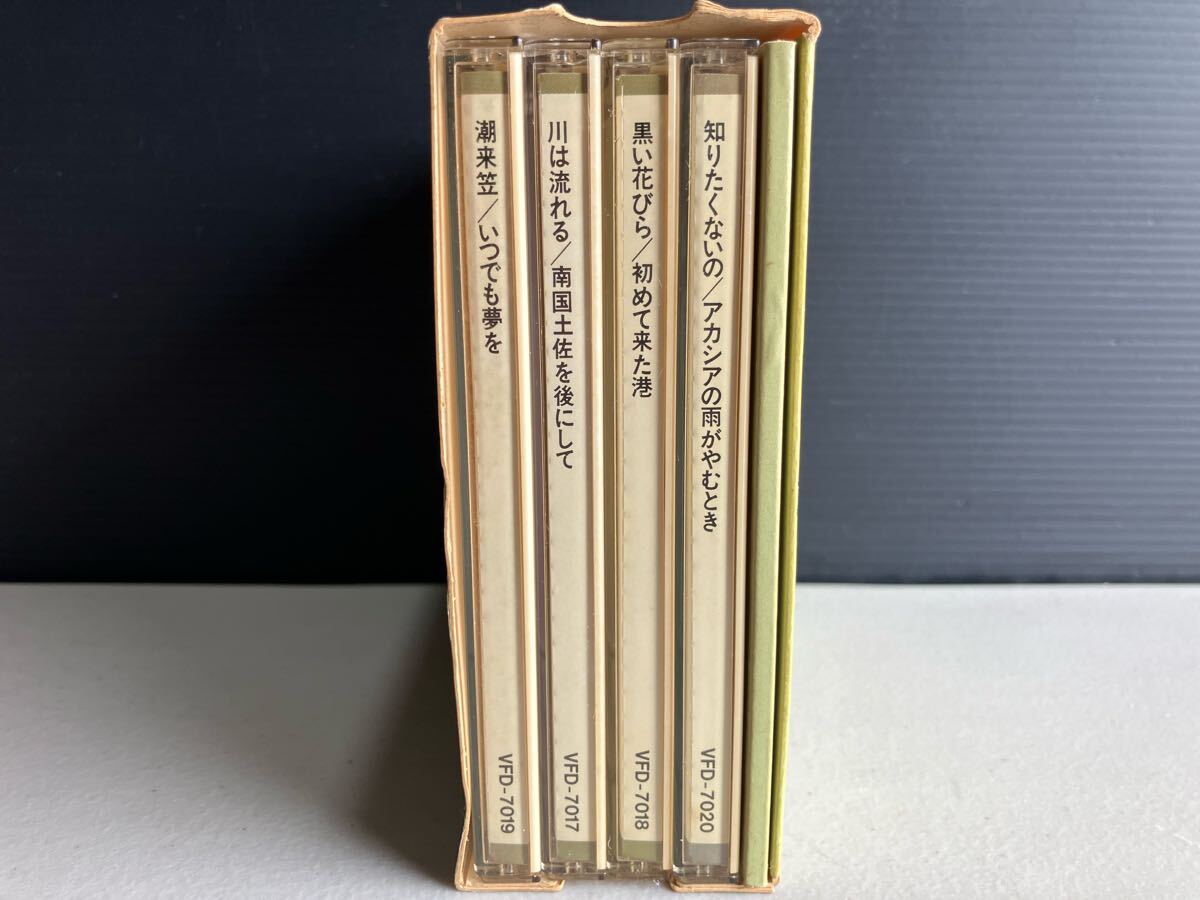 潮来笠/いつでも夢を
VFD-7019
川は流れる/南国土佐を後にして
VFD-7017
黒い花びら/初めて来た港
VFD-7018
知りたくないの/アカシアの雨がやむとき
VFD-7020